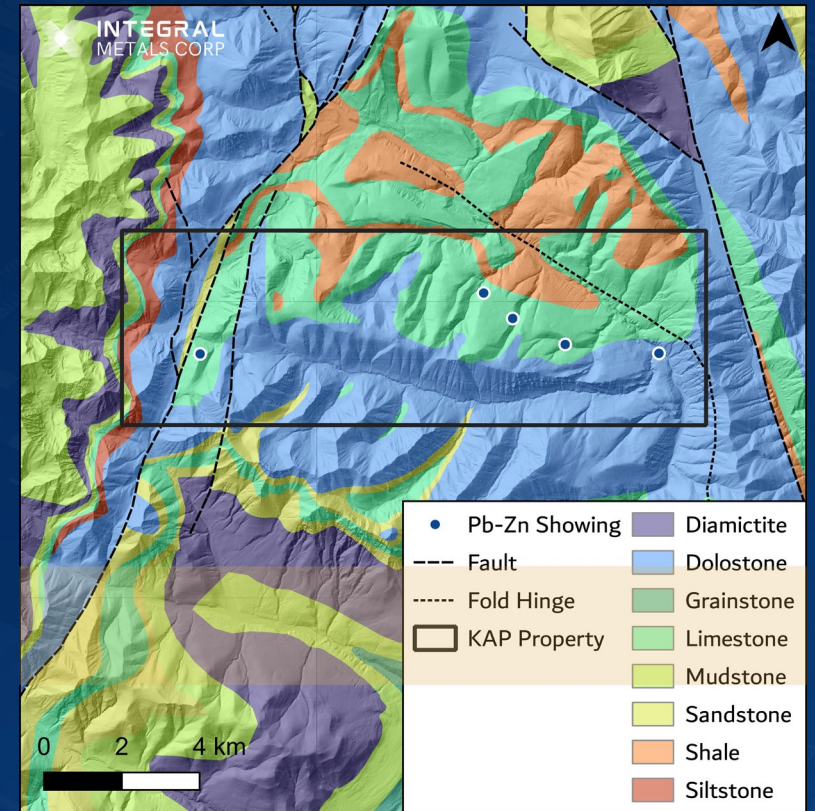 INTEGRAL
METALS CORP
Pb-Zn Showing
Fault
Fold Hinge
KAP Property
Diamictite
Dolostone
Grainstone
Limestone
Mudstone
Sandstone
Shale
Siltstone
0 2 4 km